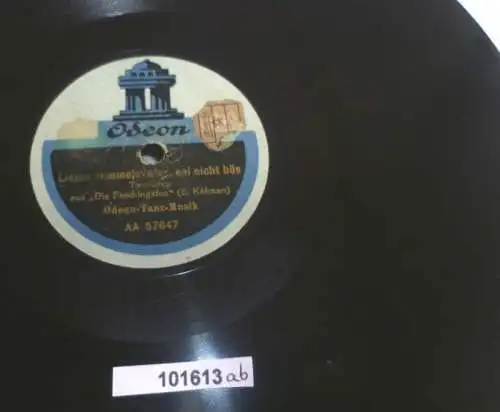 Odeon
Lieber Himmelsvater, sei nicht bös
aus „Die Faschingsfee“ (E. Kálmán)
Odeon-Tanz-Musik
AA 57647
101613 ab